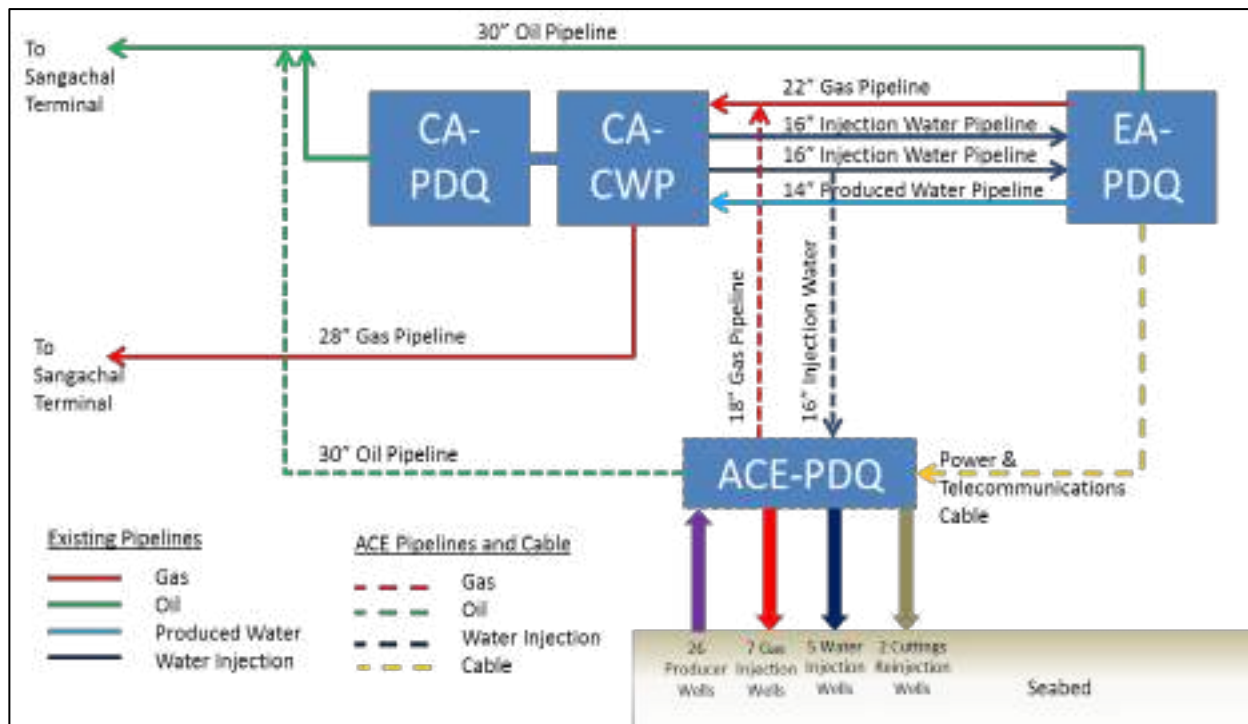 30" Oil Pipeline
To
Sangachal
Terminal
22" Gas Pipeline
CA-
PDQ
CA-
CWP
16" Injection Water Pipeline
16" Injection Water Pipeline
14" Produced Water Pipeline
EA-
PDQ
18" Gas Pipeline
16" Injection Water
28" Gas Pipeline
To
Sangachal
Terminal
30" Oil Pipeline
ACE-PDQ
Power &
Telecommunications
Cable
Existing Pipelines
Gas
Oil
Produced Water
Water Injection
ACE Pipelines and Cable
Gas
Oil
Water Injection
Cable
26
Producer
Wells
7 Gas
Injection
Wells
5 Water
Injection
Wells
2 Cuttings
Reinjection
Wells
Seabed